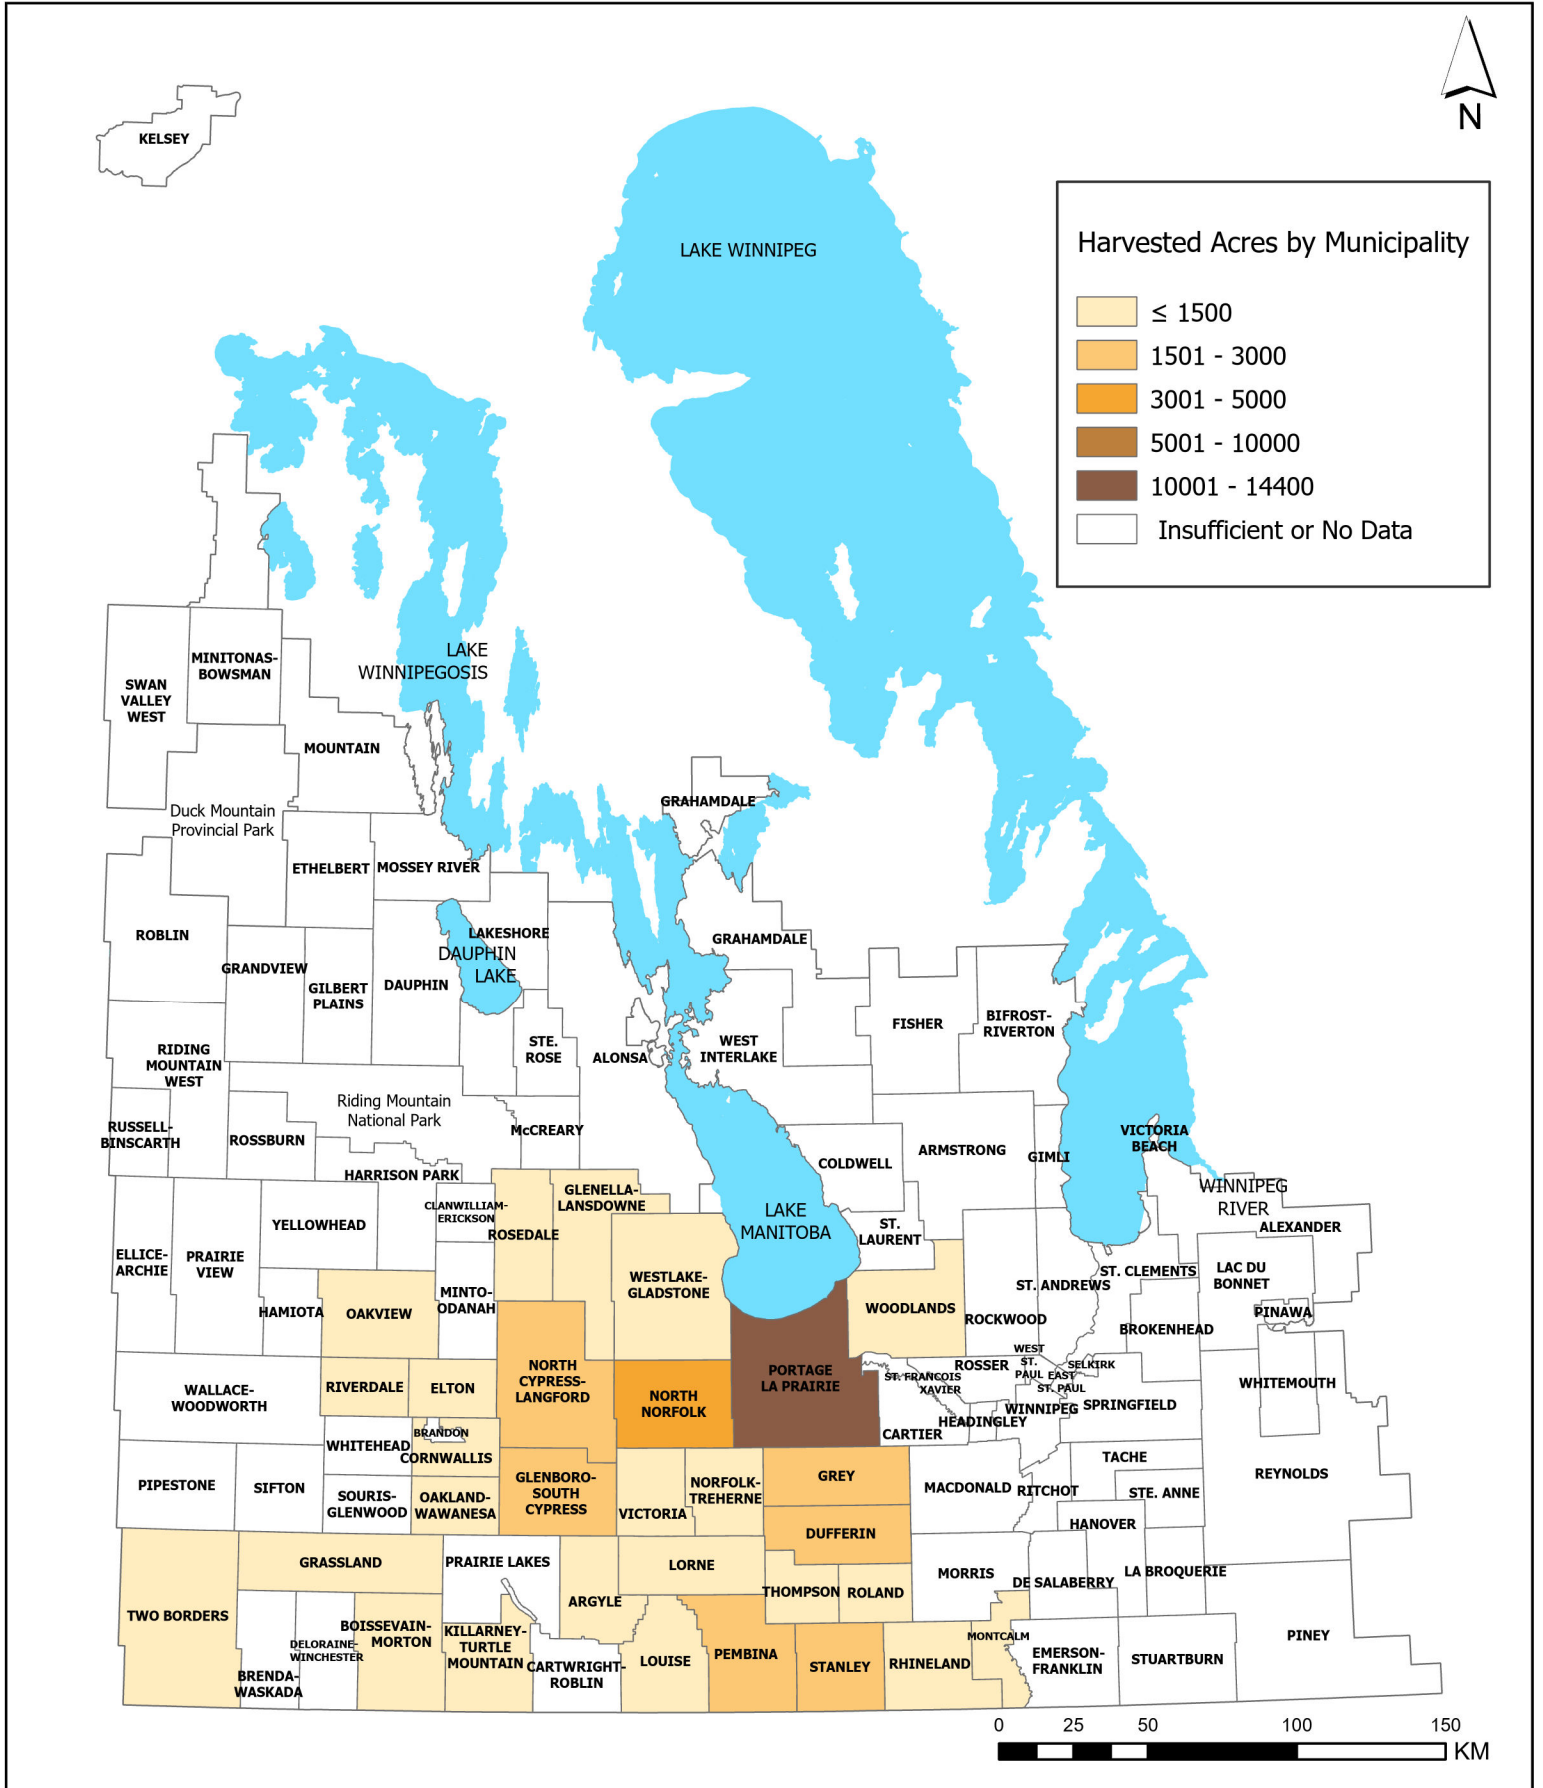 N
KELSEY
LAKE WINNIPEG
Harvested Acres by Municipality
≤ 1500
1501 - 3000
3001 - 5000
5001 - 10000
10001 - 14400
Insufficient or No Data
LAKE
WINNIPEGOSIS
MINITONAS-
BOWSMAN
SWAN
VALLEY
WEST
MOUNTAIN
Duck Mountain
Provincial Park
GRAHAMDALE
ETHELBERT
MOSSEY RIVER
ROBLIN
LAKESHORE
DAUPHIN
LAKE
GRAHAMDALE
GRANDVIEW
GILBERT
PLAINS
DAUPHIN
FISHER
BIFROST-
RIVERTON
STE.
ROSE
ALONSA
WEST
INTERLAKE
RIDING
MOUNTAIN
WEST
Riding Mountain
National Park
RUSSELL-
BINSCARTH
ROSSBURN
McCREARY
VICTORIA
BEACH
ARMSTRONG
GIMLI
COLDWELL
HARRISON PARK
CLANWILLIAM-
ERICKSON
GLENELLA-
LANSDOWNE
ROSEDALE
LAKE
MANITOBA
ST.
LAURENT
WINNIPEG
RIVER
ALEXANDER
YELLOWHEAD
ELLICE-
ARCHIE
PRAIRIE
VIEW
HAMIOTA
OAKVIEW
MINTO-
ODANAH
WESTLAKE-
GLADSTONE
WOODLANDS
ROCKWOOD
ST. ANDREWS
ST. CLEMENTS
LAC DU
BONNET
PINAWA
BROKENHEAD
WALLACE-
WOODWORTH
RIVERDALE
ELTON
NORTH
CYPRESS-
LANGFORD
NORTH
NORFOLK
PORTAGE
LA PRAIRIE
ST. FRANCOIS
XAVIER
ROSSER
WEST
ST.
PAUL
EAST
ST. PAUL
SELKIRK
WHITEMOUTH
SPRINGFIELD
WINNIPEG
HEADINGLEY
CARTIER
WHITEHEAD
BRANDON
CORNWALLIS
PIPESTONE
SIFTON
SOURIS-
GLENWOOD
OAKLAND-
WAWANESA
GLENBORO-
SOUTH
CYPRESS
VICTORIA
NORFOLK-
TREHERNE
GREY
DUFFERIN
MACDONALD
RITCHOT
TACHE
STE. ANNE
HANOVER
REYNOLDS
GRASSLAND
PRAIRIE LAKES
LORNE
ARGYLE
THOMPSON
ROLAND
MORRIS
DE SALABERRY
LA BROQUERIE
TWO BORDERS
BOISSEVAIN-
MORTON
DELORAINE-
WINCHESTER
BRENDA-
WASKADA
KILLARNEY-
TURTLE
MOUNTAIN
CARTWRIGHT-
ROBLIN
LOUISE
PEMBINA
STANLEY
RHINELAND
MONTCALM
EMERSON-
FRANKLIN
STUARTBURN
PINEY
0 25 50 100 150
KM